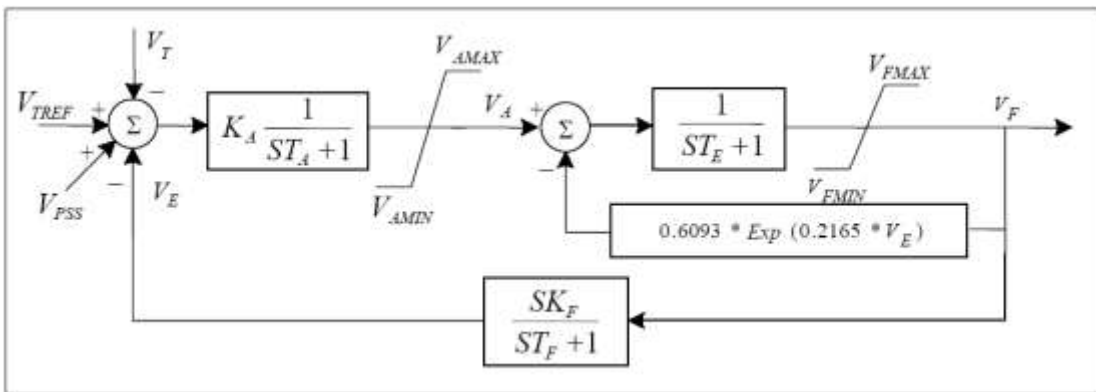 V_T
V_TREF
+
−
Σ
+
−
V_PSS
V_E
K_A 1/(ST_A +1)
V_AMAX
V_AMIN
V_A
+
Σ
−
1/(ST_E +1)
V_FMAX
V_FMIN
V_F
0.6093 * Exp (0.2165 * V_E)
SK_F/(ST_F +1)